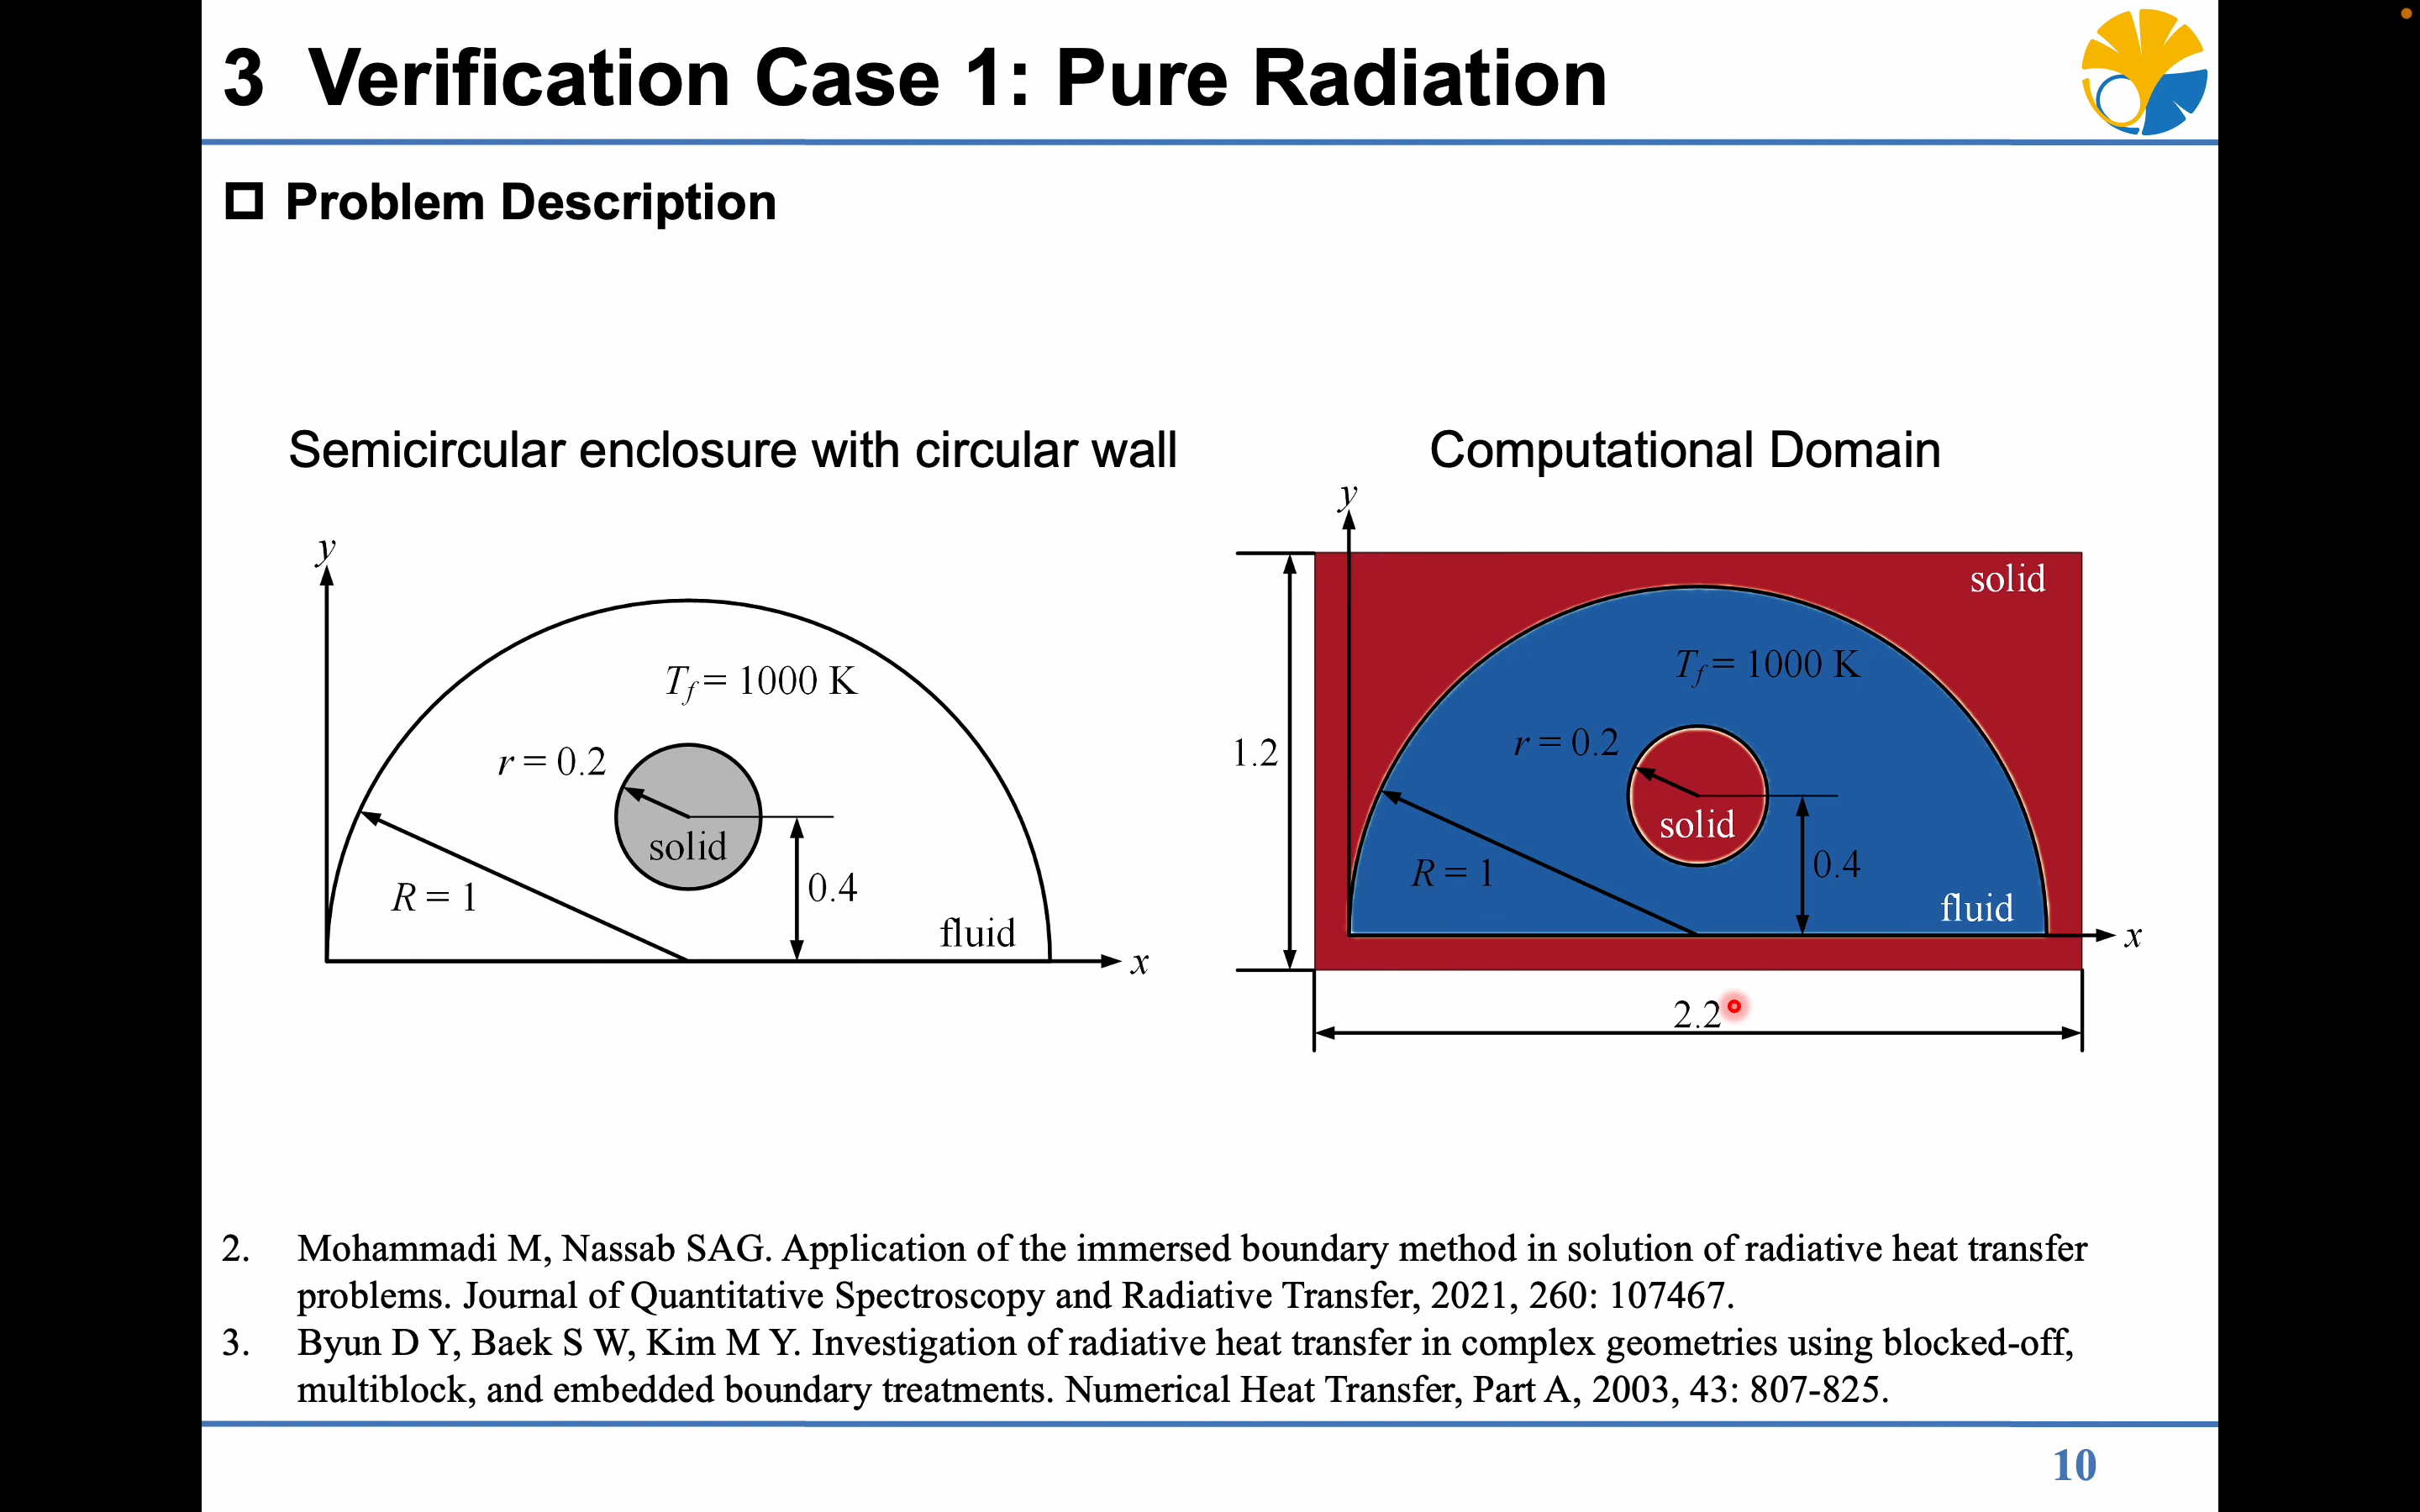 3 Verification Case 1: Pure Radiation
Problem Description
Semicircular enclosure with circular wall
y
T_f = 1000 K
r = 0.2
solid
R = 1
0.4
fluid
x
Computational Domain
y
solid
T_f = 1000 K
r = 0.2
1.2
solid
R = 1
0.4
fluid
x
2.2
2. Mohammadi M, Nassab SAG. Application of the immersed boundary method in solution of radiative heat transfer
problems. Journal of Quantitative Spectroscopy and Radiative Transfer, 2021, 260: 107467.
3. Byun D Y, Baek S W, Kim M Y. Investigation of radiative heat transfer in complex geometries using blocked-off,
multiblock, and embedded boundary treatments. Numerical Heat Transfer, Part A, 2003, 43: 807-825.
10